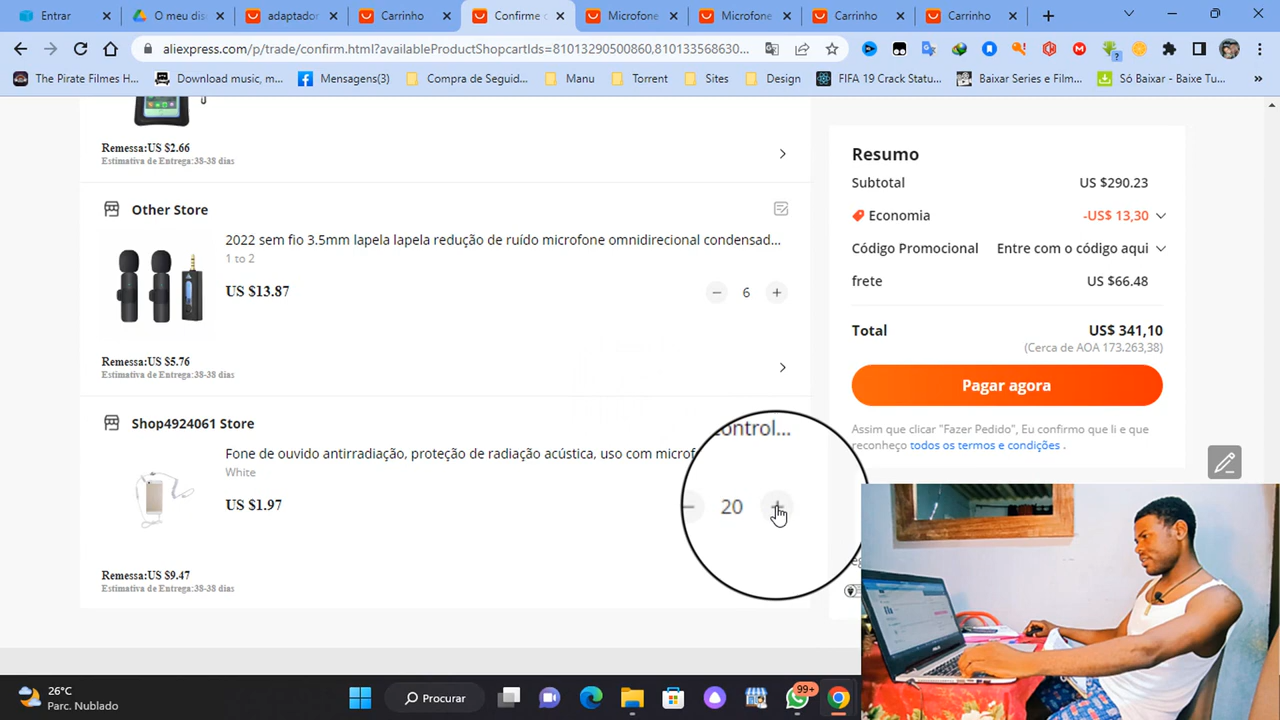 Entrar
O meu dis
adaptador
Carrinho
Confirme
Microfone
Microfone
Carrinho
Carrinho
aliexpress.com/p/trade/confirm.html?availableProductShopcartIds=81013290500860,810133568630...
The Pirate Filmes H...
Download music, m...
Mensagens(3)
Compra de Seguid...
Manu
Torrent
Sites
Design
FIFA 19 Crack Statu...
Baixar Series e Film...
Só Baixar - Baixe Tu...
Remessa:US $2.66
Estimativa de Entrega:38-38 dias
Other Store
2022 sem fio 3.5mm lapela lapela redução de ruído microfone omnidirecional condensad...
1 to 2
US $13.87
6
Remessa:US $5.76
Estimativa de Entrega:38-38 dias
Shop4924061 Store
Fone de ouvido antirradiação, proteção de radiação acústica, uso com microf
ontrol...
White
US $1.97
20
Remessa:US $9.47
Estimativa de Entrega:38-38 dias
Resumo
Subtotal US $290.23
Economia -US$ 13,30
Código Promocional Entre com o código aqui
frete US $66.48
Total US$ 341,10
(Cerca de AOA 173.263,38)
Pagar agora
Assim que clicar "Fazer Pedido", Eu confirmo que li e que
reconheço todos os termos e condições .
26°C
Parc. Nublado
Procurar
99+